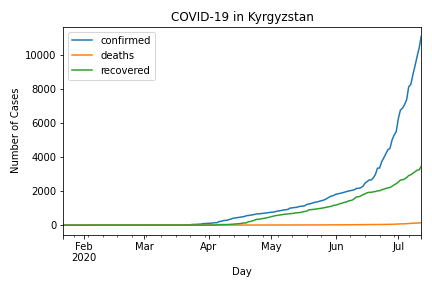 COVID-19 in Kyrgyzstan
confirmed
deaths
recovered
Number of Cases
10000
8000
6000
4000
2000
0
Feb Mar Apr May Jun Jul
2020
Day